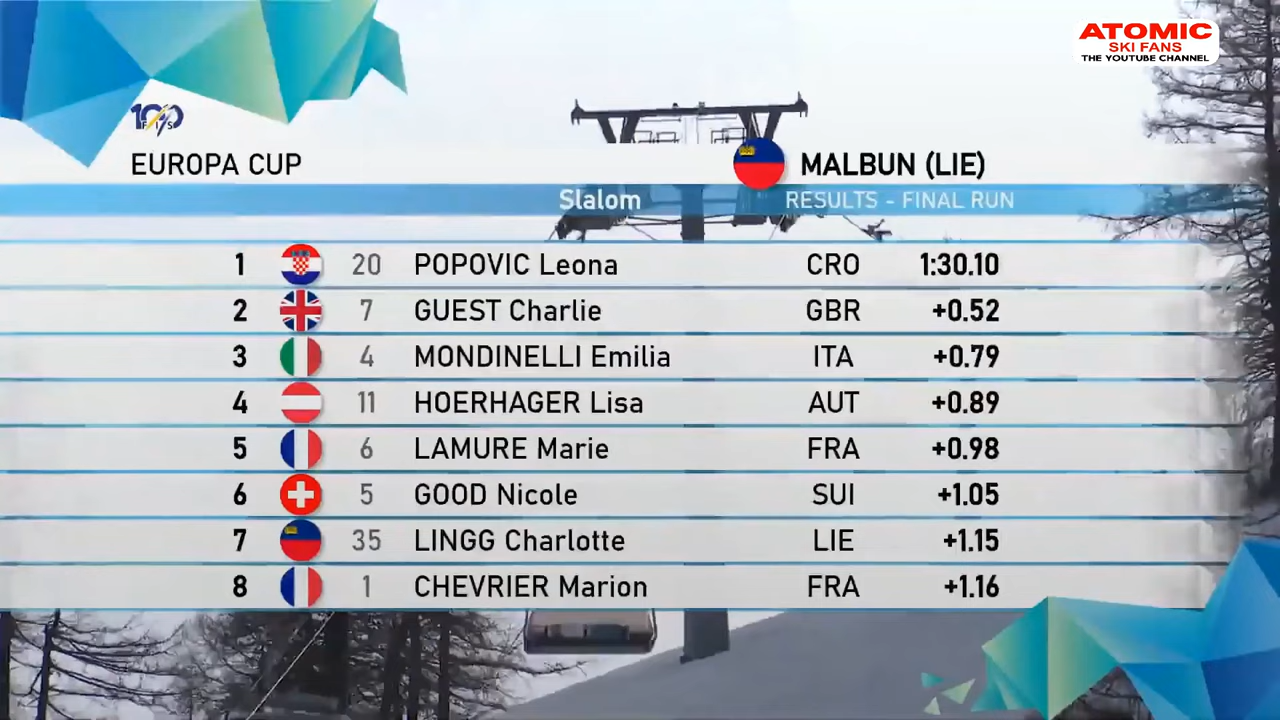 ATOMIC
SKI FANS
THE YOUTUBE CHANNEL
100
FIS
EUROPA CUP
MALBUN (LIE)
Slalom RESULTS - FINAL RUN
1 20 POPOVIC Leona CRO 1:30.10
2 7 GUEST Charlie GBR +0.52
3 4 MONDINELLI Emilia ITA +0.79
4 11 HOERHAGER Lisa AUT +0.89
5 6 LAMURE Marie FRA +0.98
6 5 GOOD Nicole SUI +1.05
7 35 LINGG Charlotte LIE +1.15
8 1 CHEVRIER Marion FRA +1.16